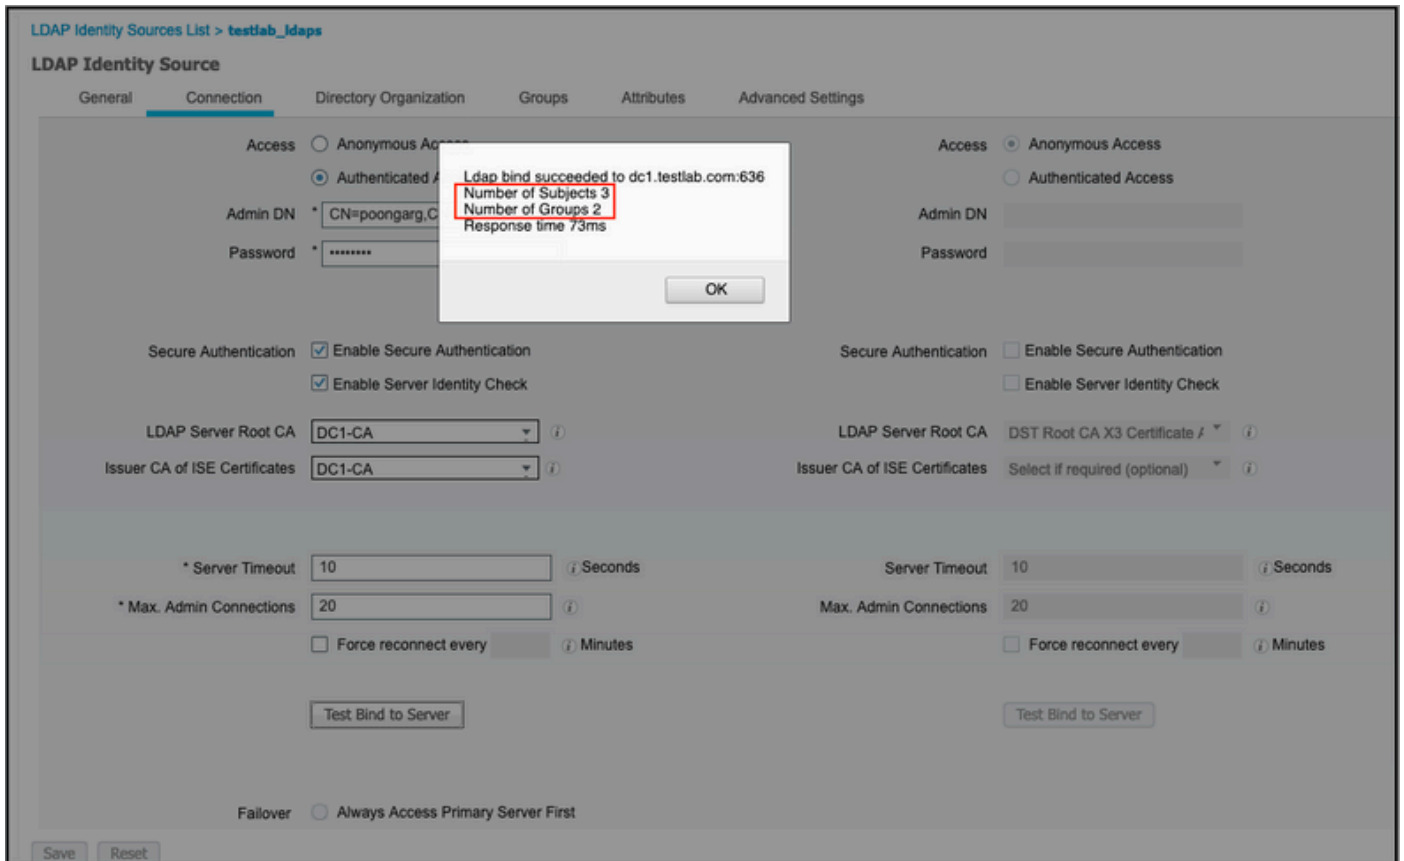 LDAP Identity Sources List > testlab_ldaps
LDAP Identity Source
General Connection Directory Organization Groups Attributes Advanced Settings
Access Anonymous Access Anonymous Access
Authenticated Authenticated Access
Ldap bind succeeded to dc1.testlab.com:636
Number of Subjects 3
Number of Groups 2
Response time 73ms
OK
Admin DN * CN=poongarg,C Admin DN
Password * •••••••• Password
Secure Authentication Enable Secure Authentication Secure Authentication Enable Secure Authentication
Enable Server Identity Check Enable Server Identity Check
LDAP Server Root CA DC1-CA LDAP Server Root CA DST Root CA X3 Certificate A
Issuer CA of ISE Certificates DC1-CA Issuer CA of ISE Certificates Select if required (optional)
* Server Timeout 10 Seconds Server Timeout 10 Seconds
* Max. Admin Connections 20 Max. Admin Connections 20
Force reconnect every Minutes Force reconnect every Minutes
Test Bind to Server Test Bind to Server
Failover Always Access Primary Server First
Save Reset